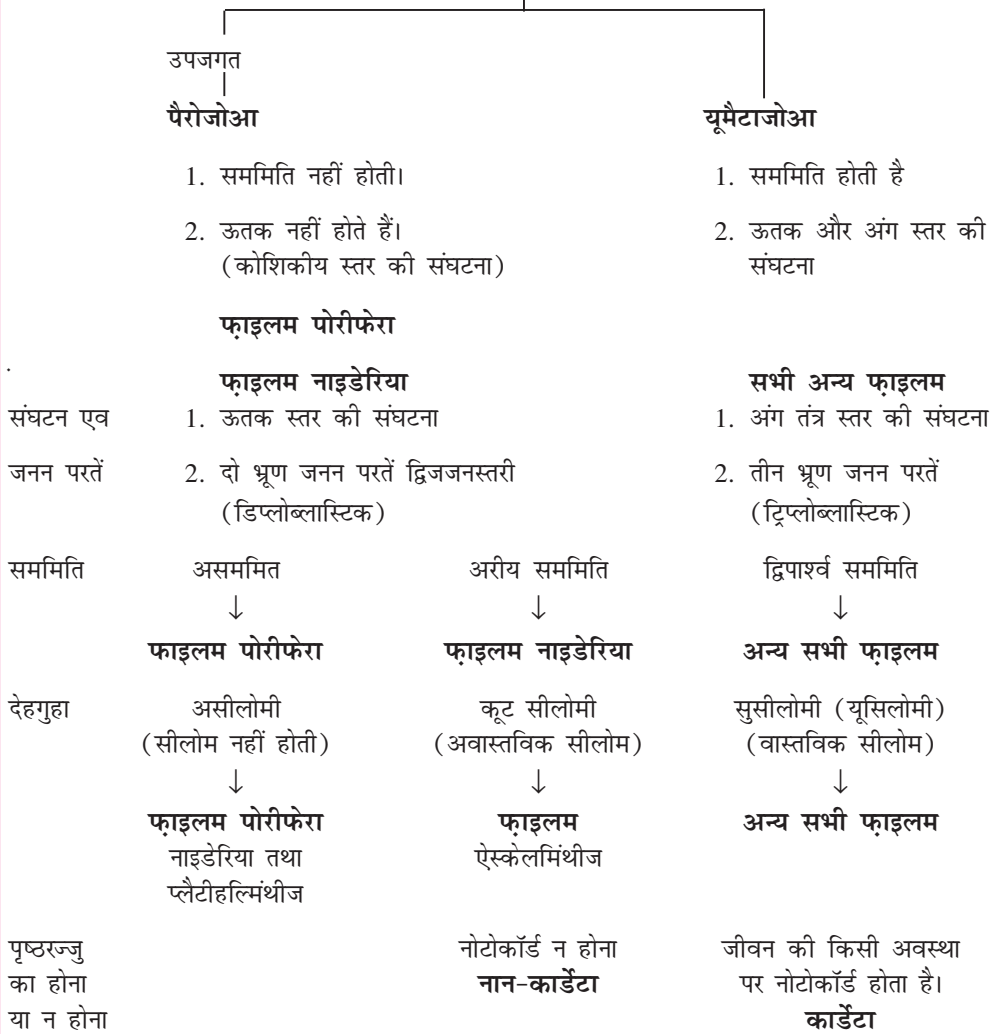 उपजगत
पैरोजोआ यूमैटाजोआ
1. सममिति नहीं होती। 1. सममिति होती है
2. ऊतक नहीं होते हैं। 2. ऊतक और अंग स्तर की
(कोशिकीय स्तर की संघटना) संघटना
फ़ाइलम पोरीफेरा
फ़ाइलम नाइडेरिया सभी अन्य फ़ाइलम
संघटन एव 1. ऊतक स्तर की संघटना 1. अंग तंत्र स्तर की संघटना
जनन परतें 2. दो भ्रूण जनन परतें द्विजजनस्तरी 2. तीन भ्रूण जनन परतें
(डिप्लोब्लास्टिक) (ट्रिप्लोब्लास्टिक)
सममिति असममित अरीय सममिति द्विपार्श्व सममिति
↓ ↓ ↓
फाइलम पोरीफेरा फ़ाइलम नाइडेरिया अन्य सभी फ़ाइलम
देहगुहा असीलोमी कूट सीलोमी सुसीलोमी (यूसिलोमी)
(सीलोम नहीं होती) (अवास्तविक सीलोम) (वास्तविक सीलोम)
↓ ↓ ↓
फ़ाइलम पोरीफेरा फ़ाइलम अन्य सभी फ़ाइलम
नाइडेरिया तथा ऐस्केलमिंथीज
प्लैटीहल्मिंथीज
पृष्ठरज्जु नोटोकॉर्ड न होना जीवन की किसी अवस्था
का होना नान-कार्डेटा पर नोटोकॉर्ड होता है।
या न होना कार्डेटा